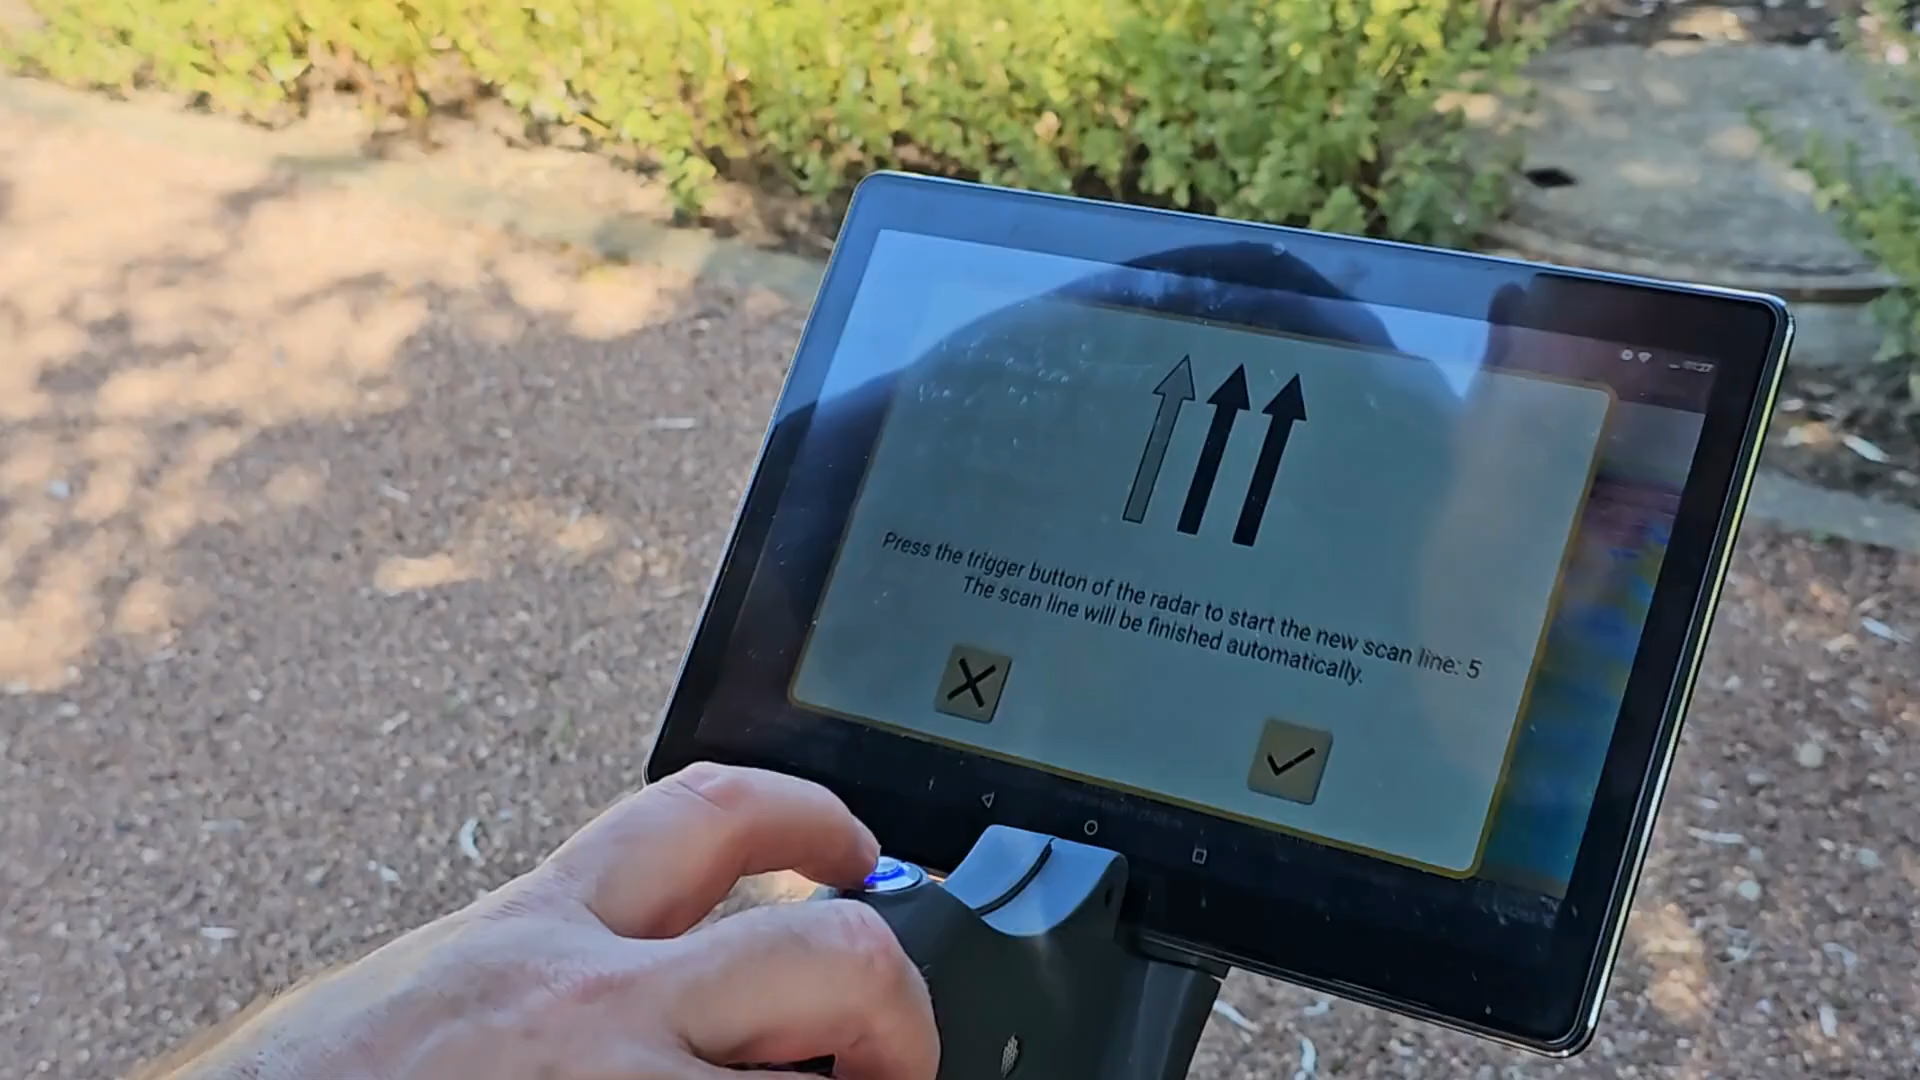 Press the trigger button of the radar to start the new scan line: 5
The scan line will be finished automatically.